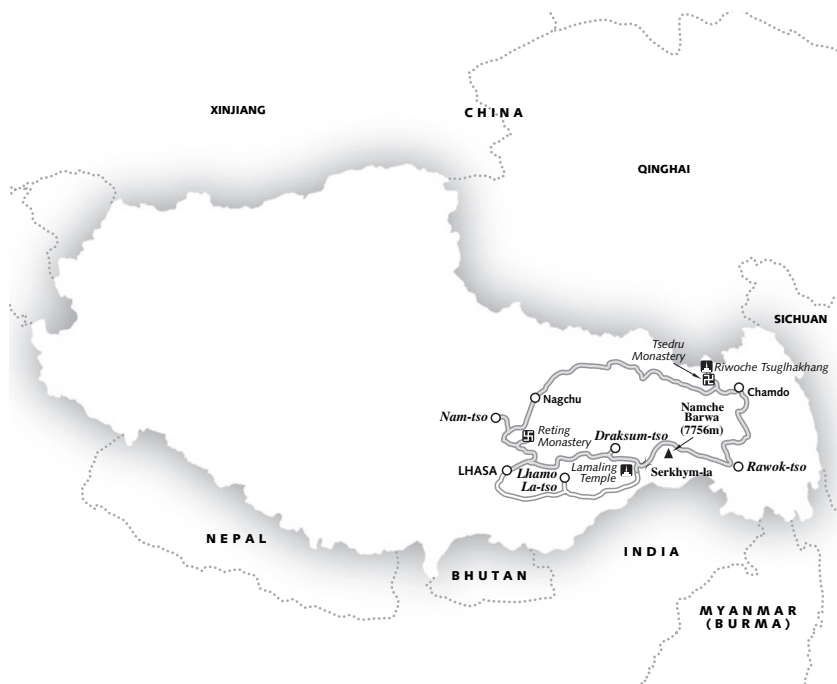 XINJIANG
CHINA
QINGHAI
SICHUAN
Tsedru
Monastery
Riwoche Tsuglhakhang
Chamdo
Nagchu
Namche
Barwa
(7756m)
Nam-tso
Reting
Monastery
Draksum-tso
LHASA
Lhamo
La-tso
Lamaling
Temple
Serkhym-la
Rawok-tso
NEPAL
BHUTAN
INDIA
MYANMAR
(BURMA)